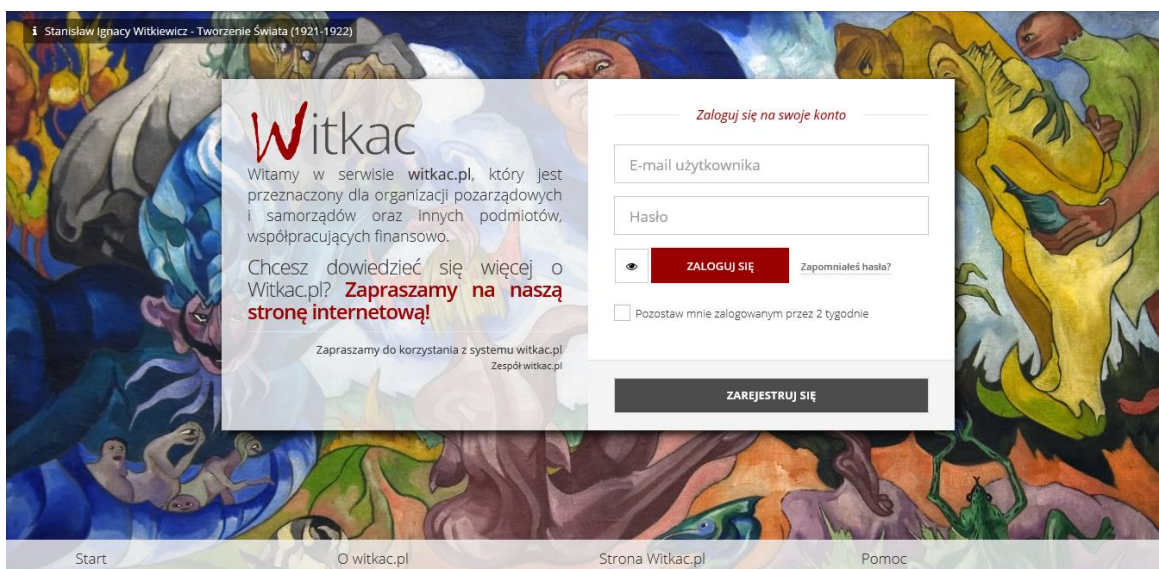 i Stanisław Ignacy Witkiewicz - Tworzenie Świata (1921-1922)
Witkac
Witamy w serwisie witkac.pl, który jest
przeznaczony dla organizacji pozarządowych
i samorządów oraz innych podmiotów,
współpracujących finansowo.
Chcesz dowiedzieć się więcej o
Witkac.pl? Zapraszamy na naszą
stronę internetową!
Zapraszamy do korzystania z systemu witkac.pl
Zespół witkac.pl
Zaloguj się na swoje konto
E-mail użytkownika
Hasło
ZALOGUJ SIĘ
Zapomniałeś hasła?
Pozostaw mnie zalogowanym przez 2 tygodnie
ZAREJESTRUJ SIĘ
Start
O witkac.pl
Strona Witkac.pl
Pomoc